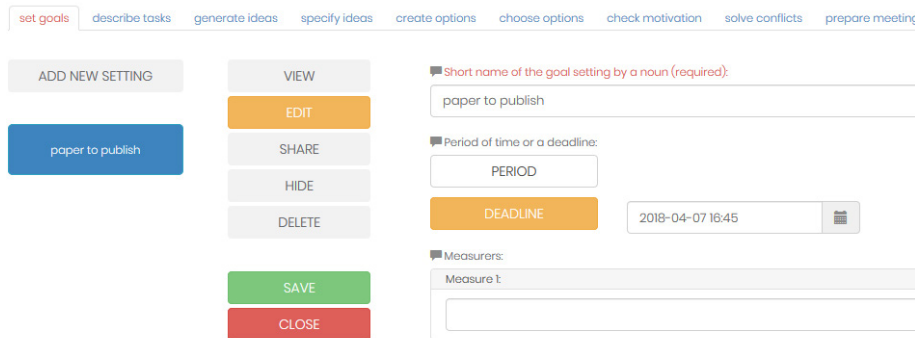 set goals describe tasks generate ideas specify ideas create options choose options check motivation solve conflicts prepare meeting
ADD NEW SETTING
paper to publish
VIEW
EDIT
SHARE
HIDE
DELETE
SAVE
CLOSE
Short name of the goal setting by a noun (required):
paper to publish
Period of time or a deadline:
PERIOD
DEADLINE 2018-04-07 16:45
Measurers:
Measure 1: